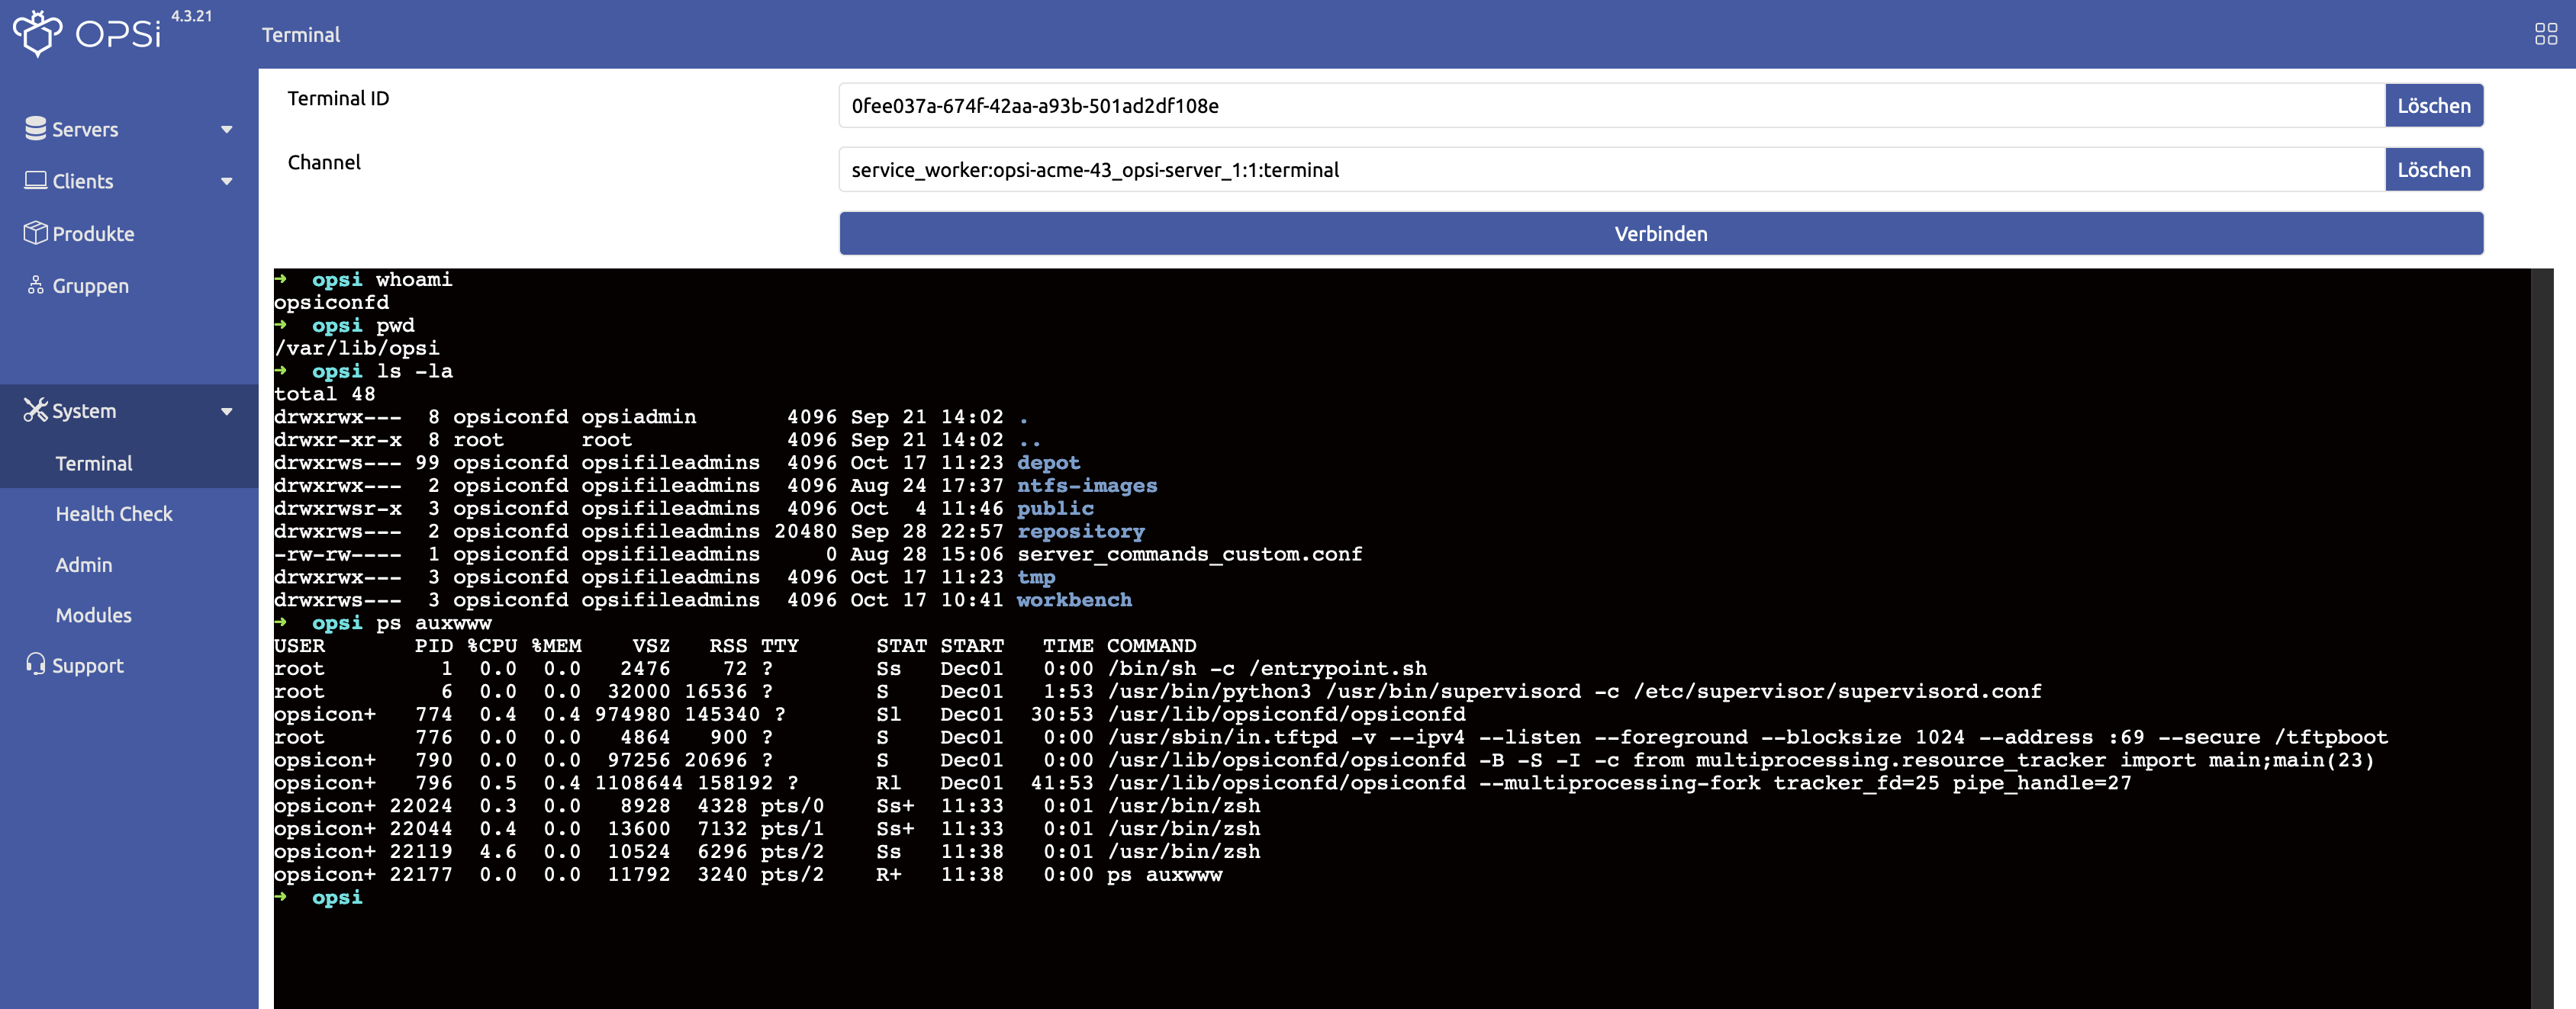 OPSi 4.3.21
Terminal
Servers
Clients
Produkte
Gruppen
System
Terminal
Health Check
Admin
Modules
Support
Terminal ID 0fee037a-674f-42aa-a93b-501ad2df108e Löschen
Channel service_worker:opsi-acme-43_opsi-server_1:1:terminal Löschen
Verbinden
➜  opsi whoami
opsiconfd
➜  opsi pwd
/var/lib/opsi
➜  opsi ls -la
total 48
drwxrwx---  8 opsiconfd opsiadmin       4096 Sep 21 14:02 .
drwxr-xr-x  8 root      root            4096 Sep 21 14:02 ..
drwxrws--- 99 opsiconfd opsifileadmins  4096 Oct 17 11:23 depot
drwxrwx---  2 opsiconfd opsifileadmins  4096 Aug 24 17:37 ntfs-images
drwxrwsr-x  3 opsiconfd opsifileadmins  4096 Oct  4 11:46 public
drwxrws---  2 opsiconfd opsifileadmins 20480 Sep 28 22:57 repository
-rw-rw----  1 opsiconfd opsifileadmins     0 Aug 28 15:06 server_commands_custom.conf
drwxrwx---  3 opsiconfd opsifileadmins  4096 Oct 17 11:23 tmp
drwxrws---  3 opsiconfd opsifileadmins  4096 Oct 17 10:41 workbench
➜  opsi ps auxwww
USER       PID %CPU %MEM    VSZ   RSS TTY      STAT START   TIME COMMAND
root         1  0.0  0.0   2476    72 ?        Ss   Dec01   0:00 /bin/sh -c /entrypoint.sh
root         6  0.0  0.0  32000 16536 ?        S    Dec01   1:53 /usr/bin/python3 /usr/bin/supervisord -c /etc/supervisor/supervisord.conf
opsicon+   774  0.4  0.4 974980 145340 ?       Sl   Dec01  30:53 /usr/lib/opsiconfd/opsiconfd
root       776  0.0  0.0   4864   900 ?        S    Dec01   0:00 /usr/sbin/in.tftpd -v --ipv4 --listen --foreground --blocksize 1024 --address :69 --secure /tftpboot
opsicon+   790  0.0  0.0  97256 20696 ?        S    Dec01   0:00 /usr/lib/opsiconfd/opsiconfd -B -S -I -c from multiprocessing.resource_tracker import main;main(23)
opsicon+   796  0.5  0.4 1108644 158192 ?      Rl   Dec01  41:53 /usr/lib/opsiconfd/opsiconfd --multiprocessing-fork tracker_fd=25 pipe_handle=27
opsicon+ 22024  0.3  0.0   8928  4328 pts/0    Ss+  11:33   0:01 /usr/bin/zsh
opsicon+ 22044  0.4  0.0  13600  7132 pts/1    Ss+  11:33   0:01 /usr/bin/zsh
opsicon+ 22119  4.6  0.0  10524  6296 pts/2    Ss   11:38   0:01 /usr/bin/zsh
opsicon+ 22177  0.0  0.0  11792  3240 pts/2    R+   11:38   0:00 ps auxwww
➜  opsi